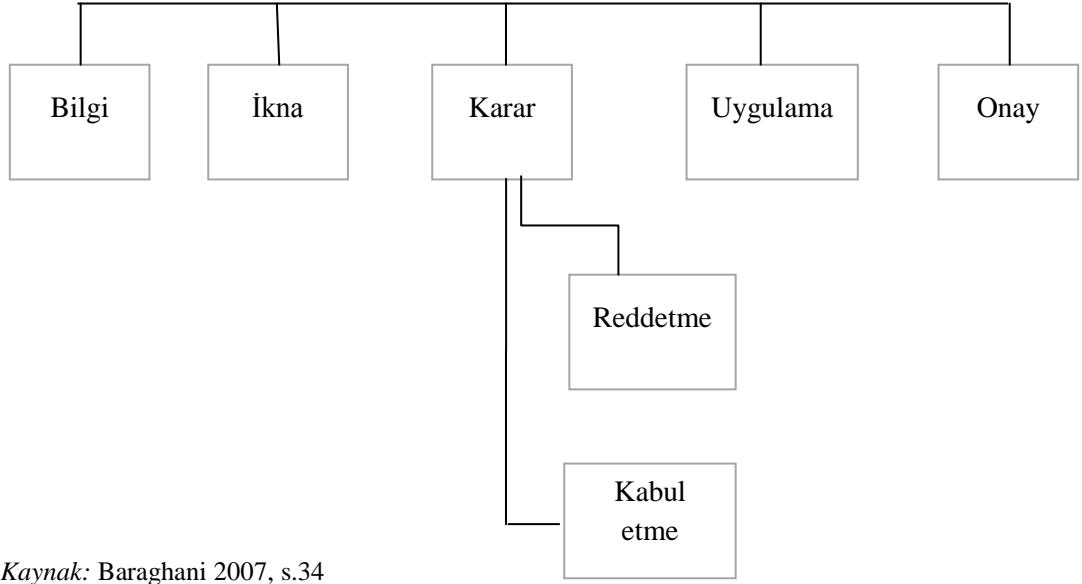 Bilgi
İkna
Karar
Uygulama
Onay
Reddetme
Kabul
etme
Kaynak: Baraghani 2007, s.34